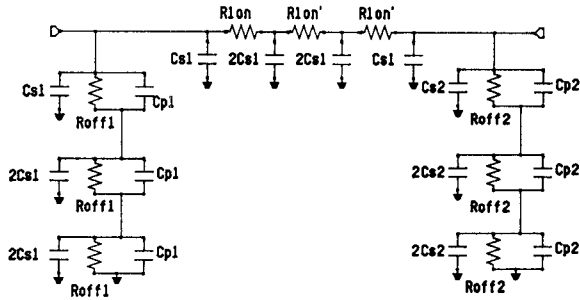 R1on R1on' R1on'
Cs1 2Cs1 2Cs1 Cs1
Cs1 Cp1 Cs2 Cp2
Roff1 Roff2
2Cs1 Cp1 2Cs2 Cp2
Roff1 Roff2
2Cs1 Cp1 2Cs2 Cp2
Roff1 Roff2